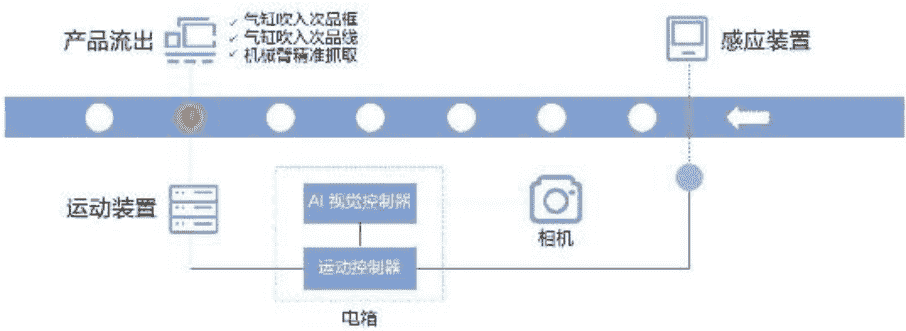 产品流出
✓ 气缸吹入次品框
✓ 气缸吹入次品线
✓ 机械臂精准抓取
感应装置
运动装置
AI 视觉控制器
相机
运动控制器
电箱